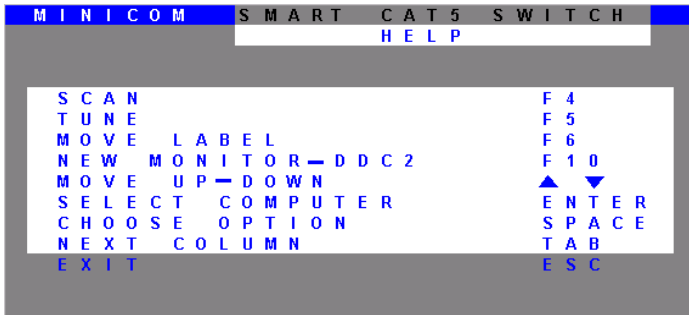 MINICOM SMART CAT5 SWITCH
HELP
SCAN F4
TUNE F5
MOVE LABEL F6
NEW MONITOR—DDC2 F10
MOVE UP—DOWN ▲ ▼
SELECT COMPUTER ENTER
CHOOSE OPTION SPACE
NEXT COLUMN TAB
EXIT ESC